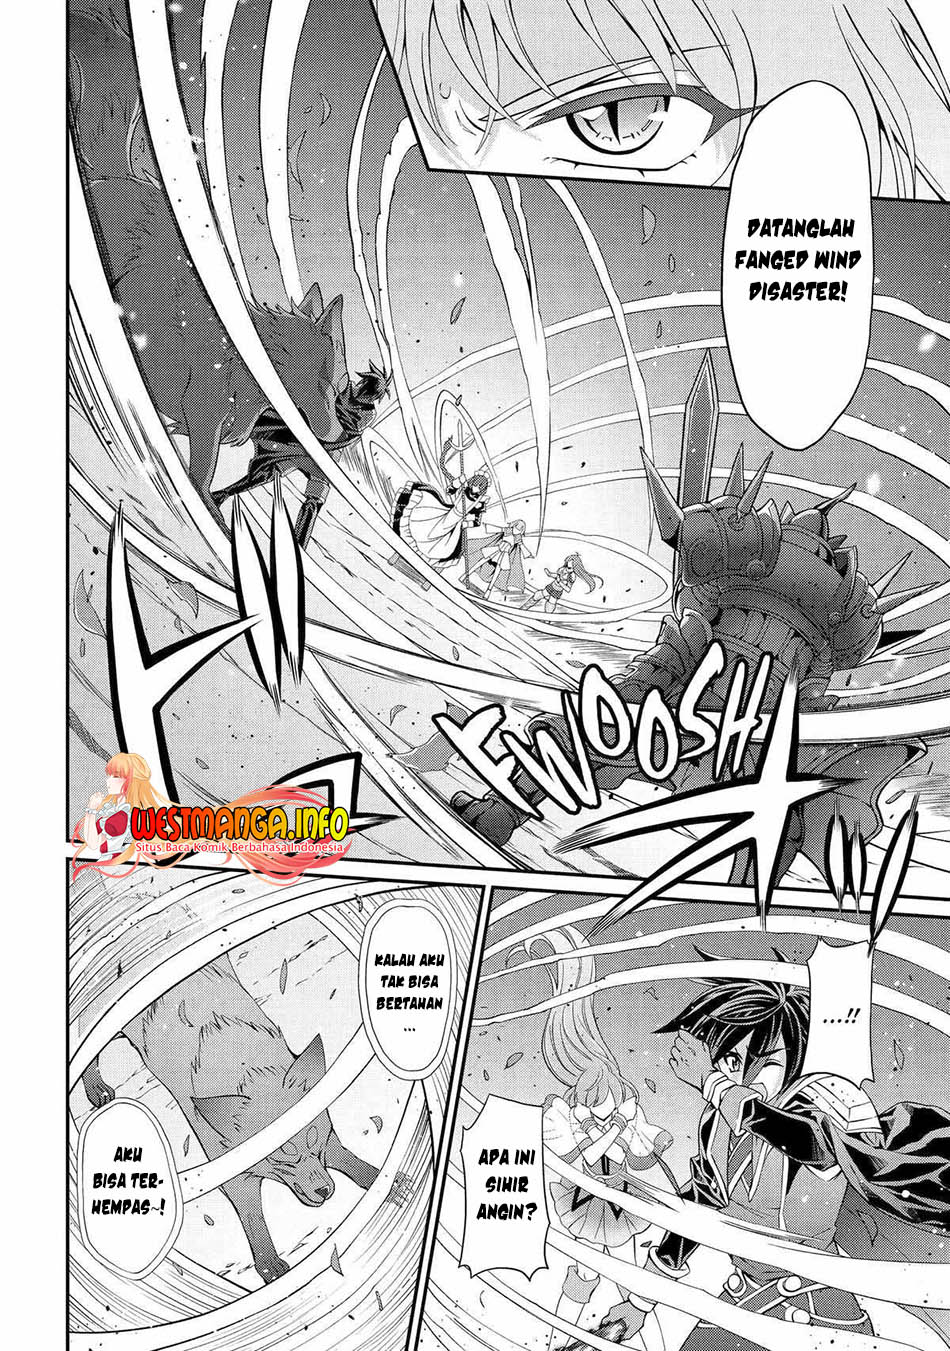 DATANGLAH
FANGED WIND
DISASTER!
FWOOSH
WESTMANGA.INFO
Situs Baca Komik Berbahasa Indonesia
...!!
APA INI
SIHIR
ANGIN?
KALAU AKU
TAK BISA
BERTAHAN
...
AKU
BISA TER-
HEMPAS~!